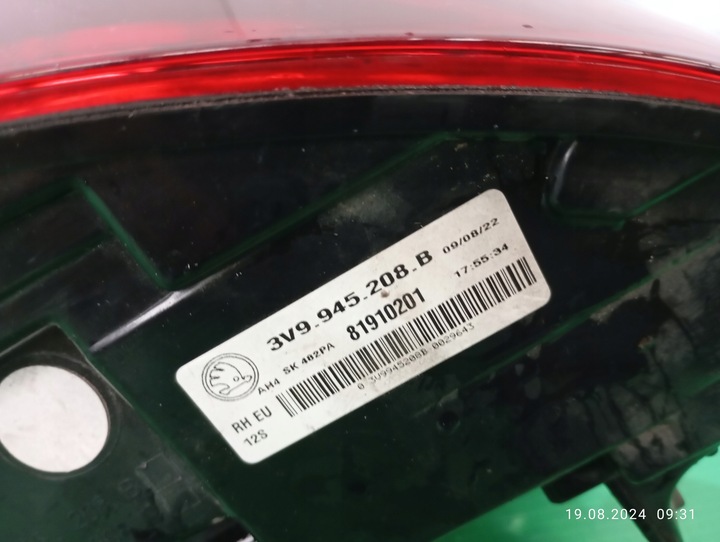 3V9.945.208.B 09/08/22
81910201 17:55:34
AH4 SK 482PA
RH EU
12S
0 3V9945208B 0029643
19.08.2024 09:31